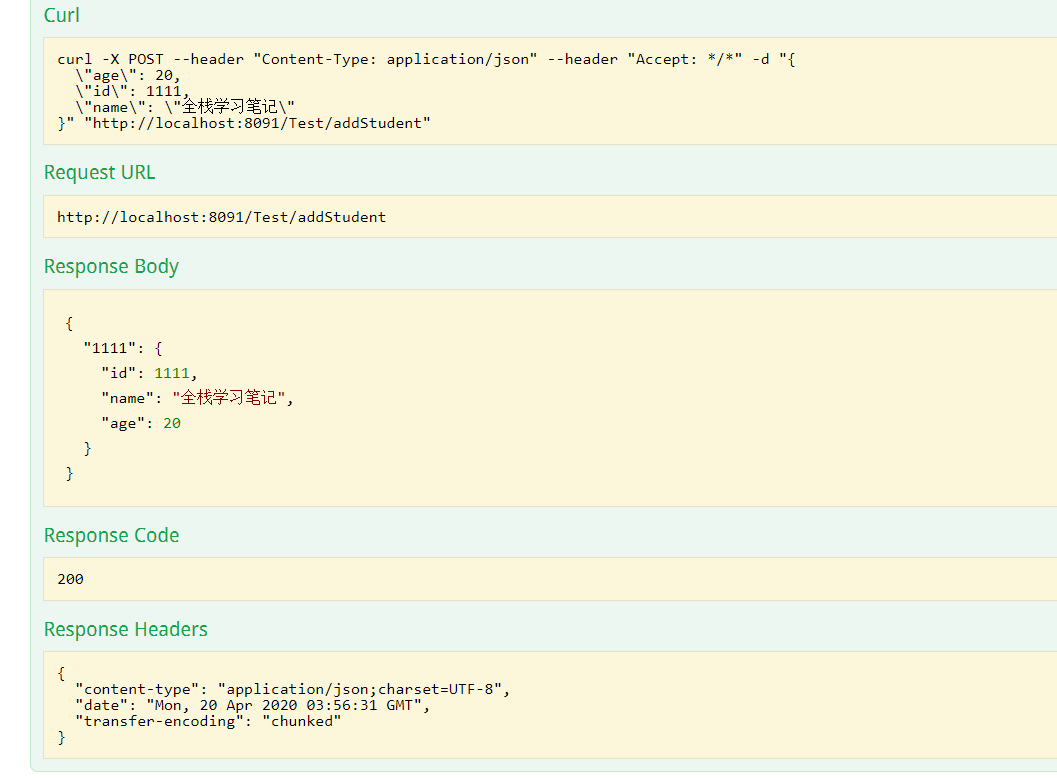 Curl
curl -X POST --header "Content-Type: application/json" --header "Accept: */*" -d "{
  \"age\": 20,
  \"id\": 1111,
  \"name\": \"全栈学习笔记\"
}" "http://localhost:8091/Test/addStudent"
Request URL
http://localhost:8091/Test/addStudent
Response Body
{
  "1111": {
    "id": 1111,
    "name": "全栈学习笔记",
    "age": 20
  }
}
Response Code
200
Response Headers
{
  "content-type": "application/json;charset=UTF-8",
  "date": "Mon, 20 Apr 2020 03:56:31 GMT",
  "transfer-encoding": "chunked"
}